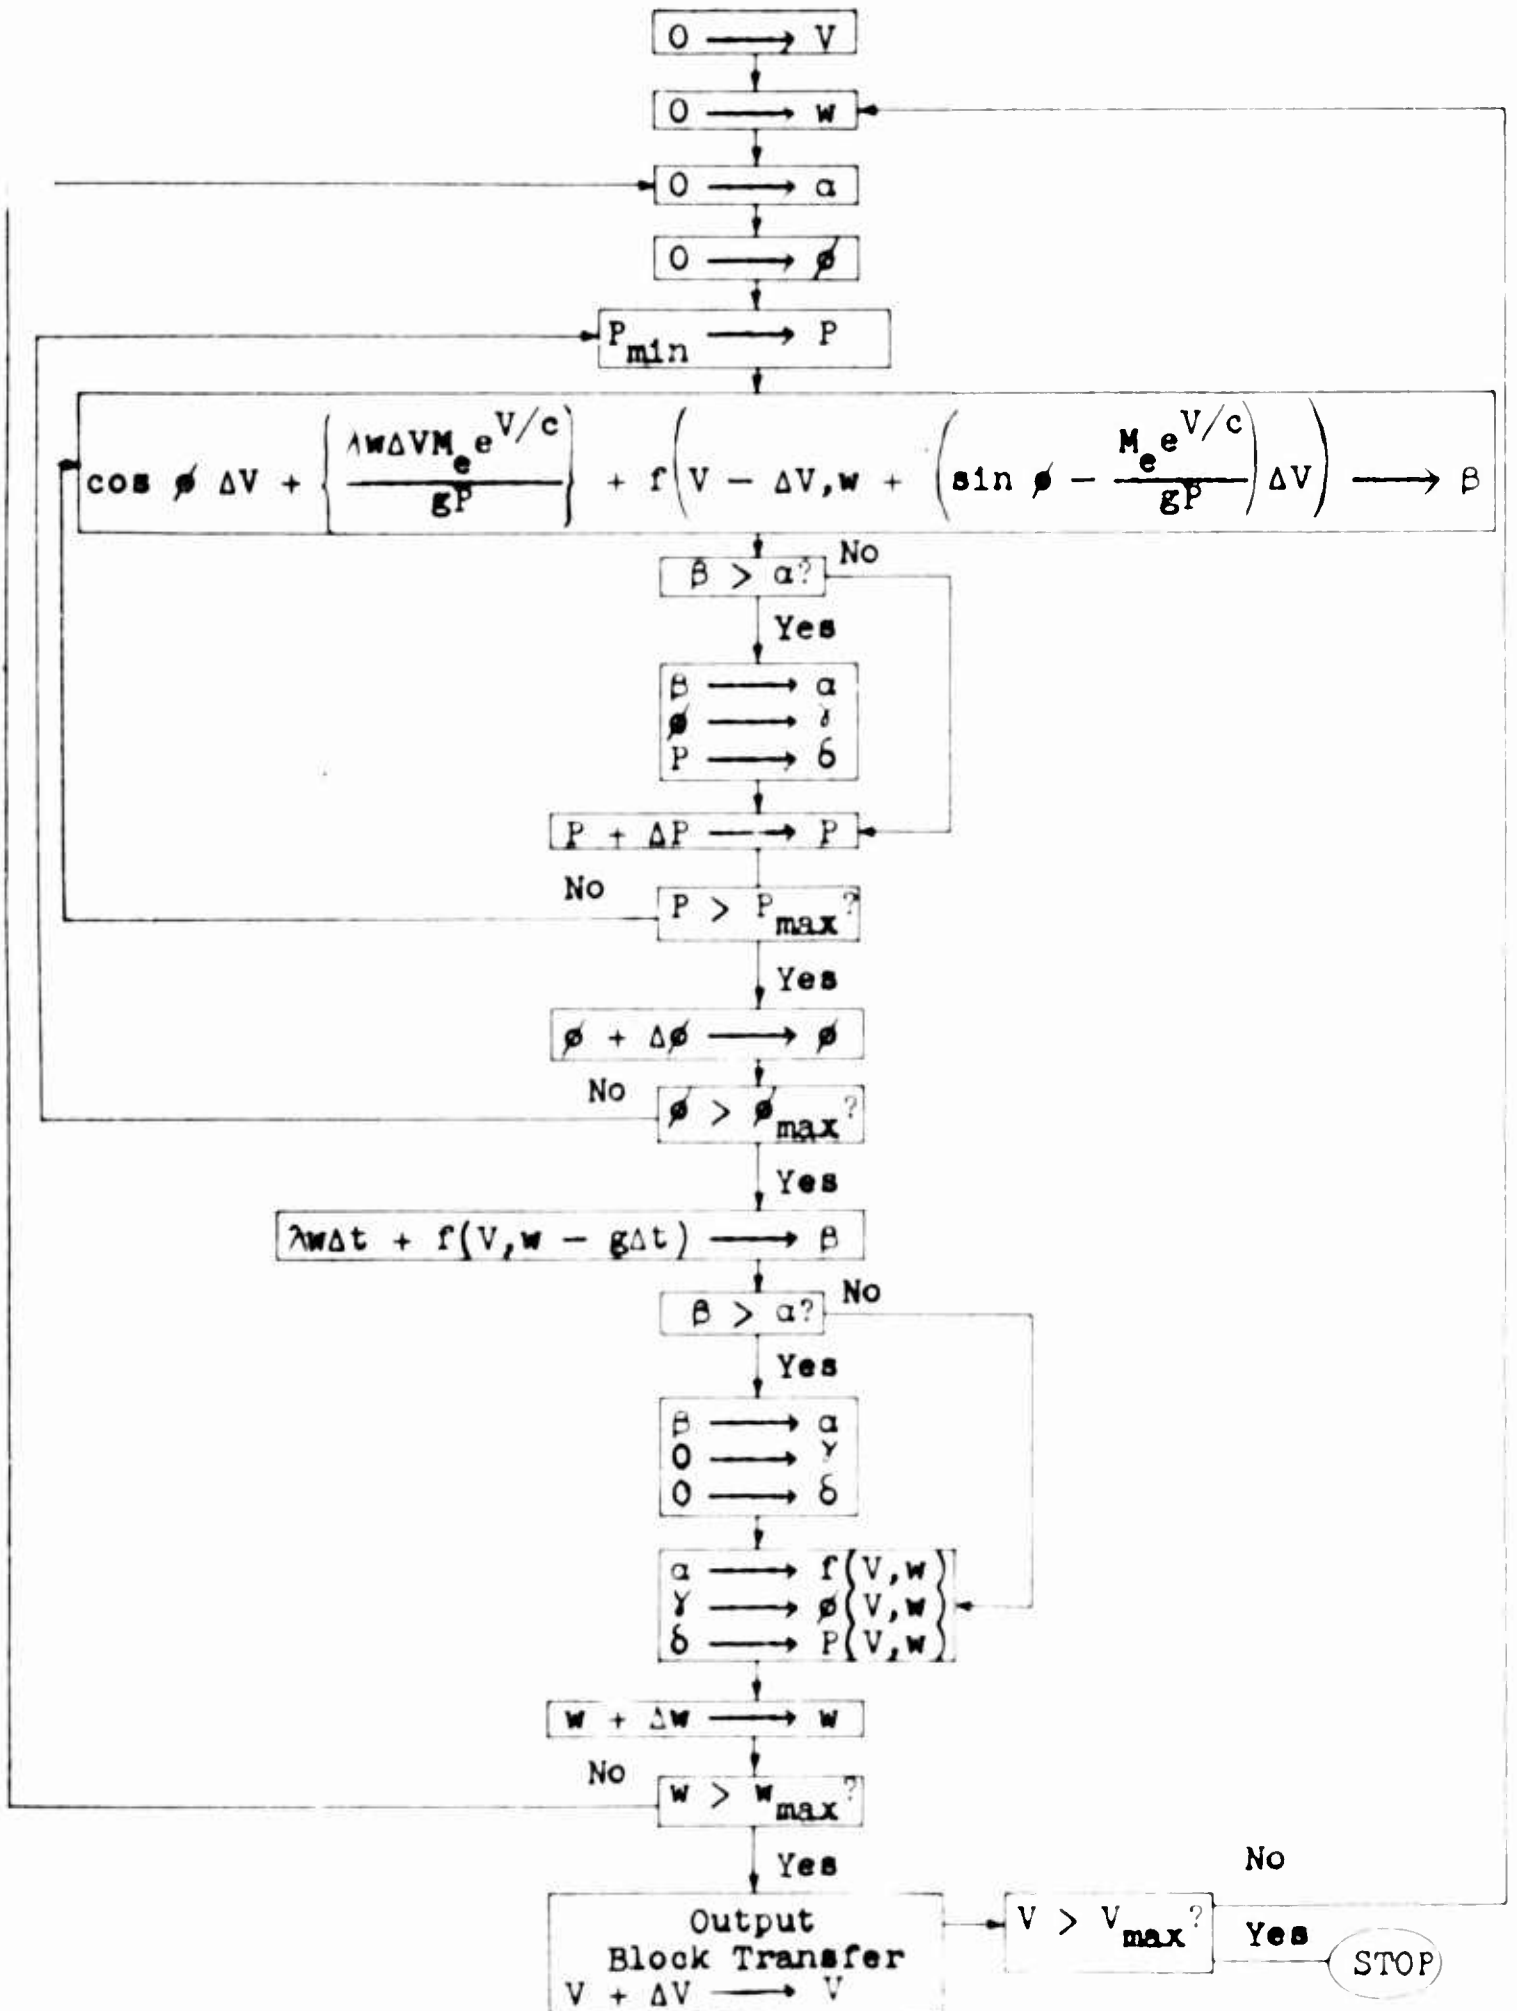 0 ⟶ V
0 ⟶ w
0 ⟶ α
0 ⟶ ø
P_min ⟶ P
cos ø ΔV + {λwΔVM_e e^{V/c} / gP} + f(V − ΔV, w + (sin ø − M_e e^{V/c} / gP) ΔV) ⟶ β
β > α?
No
Yes
β ⟶ α
ø ⟶ γ
P ⟶ δ
P + ΔP ⟶ P
No
P > P_max?
Yes
ø + Δø ⟶ ø
No
ø > ø_max?
Yes
λwΔt + f(V,w − gΔt) ⟶ β
β > α?
No
Yes
β ⟶ α
0 ⟶ γ
0 ⟶ δ
α ⟶ f(V,w)
γ ⟶ ø(V,w)
δ ⟶ P(V,w)
w + Δw ⟶ w
No
w > w_max?
Yes
Output
Block Transfer
V + ΔV ⟶ V
V > V_max?
No
Yes
STOP